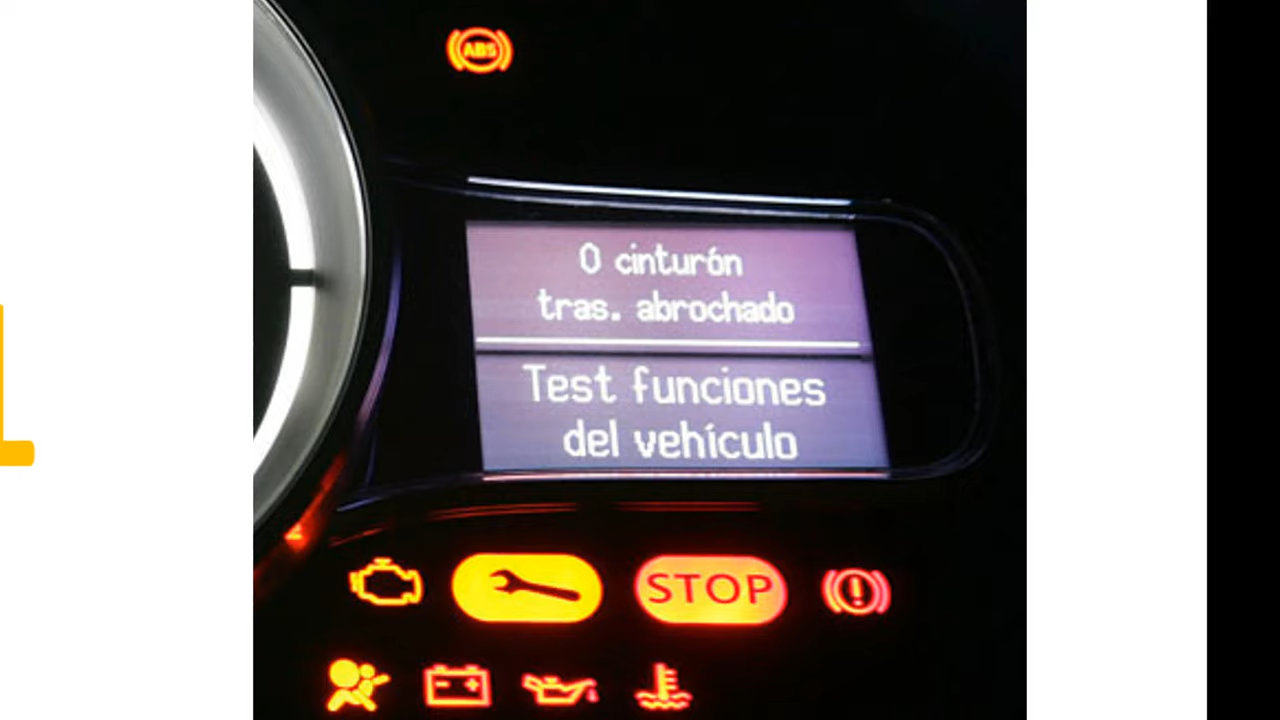 ABS
0 cinturón
tras. abrochado
Test funciones
del vehículo
STOP